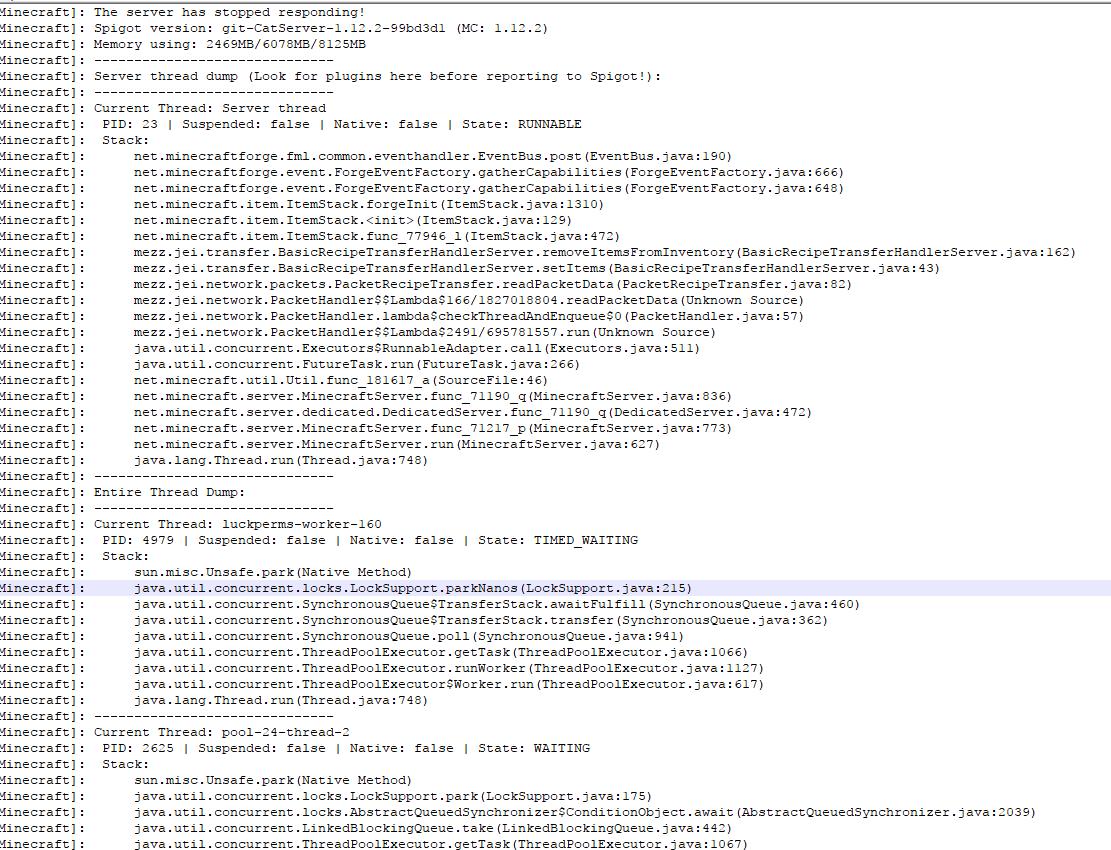 Minecraft]: The server has stopped responding!
Minecraft]: Spigot version: git-CatServer-1.12.2-99bd3d1 (MC: 1.12.2)
Minecraft]: Memory using: 2469MB/6078MB/8125MB
Minecraft]: ------------------------------
Minecraft]: Server thread dump (Look for plugins here before reporting to Spigot!):
Minecraft]: ------------------------------
Minecraft]: Current Thread: Server thread
Minecraft]:  PID: 23 | Suspended: false | Native: false | State: RUNNABLE
Minecraft]:  Stack:
Minecraft]:      net.minecraftforge.fml.common.eventhandler.EventBus.post(EventBus.java:190)
Minecraft]:      net.minecraftforge.event.ForgeEventFactory.gatherCapabilities(ForgeEventFactory.java:666)
Minecraft]:      net.minecraftforge.event.ForgeEventFactory.gatherCapabilities(ForgeEventFactory.java:648)
Minecraft]:      net.minecraft.item.ItemStack.forgeInit(ItemStack.java:1310)
Minecraft]:      net.minecraft.item.ItemStack.<init>(ItemStack.java:129)
Minecraft]:      net.minecraft.item.ItemStack.func_77946_l(ItemStack.java:472)
Minecraft]:      mezz.jei.transfer.BasicRecipeTransferHandlerServer.removeItemsFromInventory(BasicRecipeTransferHandlerServer.java:162)
Minecraft]:      mezz.jei.transfer.BasicRecipeTransferHandlerServer.setItems(BasicRecipeTransferHandlerServer.java:43)
Minecraft]:      mezz.jei.network.packets.PacketRecipeTransfer.readPacketData(PacketRecipeTransfer.java:82)
Minecraft]:      mezz.jei.network.PacketHandler$$Lambda$166/1827018804.readPacketData(Unknown Source)
Minecraft]:      mezz.jei.network.PacketHandler.lambda$checkThreadAndEnqueue$0(PacketHandler.java:57)
Minecraft]:      mezz.jei.network.PacketHandler$$Lambda$2491/695781557.run(Unknown Source)
Minecraft]:      java.util.concurrent.Executors$RunnableAdapter.call(Executors.java:511)
Minecraft]:      java.util.concurrent.FutureTask.run(FutureTask.java:266)
Minecraft]:      net.minecraft.util.Util.func_181617_a(SourceFile:46)
Minecraft]:      net.minecraft.server.MinecraftServer.func_71190_q(MinecraftServer.java:836)
Minecraft]:      net.minecraft.server.dedicated.DedicatedServer.func_71190_q(DedicatedServer.java:472)
Minecraft]:      net.minecraft.server.MinecraftServer.func_71217_p(MinecraftServer.java:773)
Minecraft]:      net.minecraft.server.MinecraftServer.run(MinecraftServer.java:627)
Minecraft]:      java.lang.Thread.run(Thread.java:748)
Minecraft]: ------------------------------
Minecraft]: Entire Thread Dump:
Minecraft]: ------------------------------
Minecraft]: Current Thread: luckperms-worker-160
Minecraft]:  PID: 4979 | Suspended: false | Native: false | State: TIMED_WAITING
Minecraft]:  Stack:
Minecraft]:      sun.misc.Unsafe.park(Native Method)
Minecraft]:      java.util.concurrent.locks.LockSupport.parkNanos(LockSupport.java:215)
Minecraft]:      java.util.concurrent.SynchronousQueue$TransferStack.awaitFulfill(SynchronousQueue.java:460)
Minecraft]:      java.util.concurrent.SynchronousQueue$TransferStack.transfer(SynchronousQueue.java:362)
Minecraft]:      java.util.concurrent.SynchronousQueue.poll(SynchronousQueue.java:941)
Minecraft]:      java.util.concurrent.ThreadPoolExecutor.getTask(ThreadPoolExecutor.java:1066)
Minecraft]:      java.util.concurrent.ThreadPoolExecutor.runWorker(ThreadPoolExecutor.java:1127)
Minecraft]:      java.util.concurrent.ThreadPoolExecutor$Worker.run(ThreadPoolExecutor.java:617)
Minecraft]:      java.lang.Thread.run(Thread.java:748)
Minecraft]: ------------------------------
Minecraft]: Current Thread: pool-24-thread-2
Minecraft]:  PID: 2625 | Suspended: false | Native: false | State: WAITING
Minecraft]:  Stack:
Minecraft]:      sun.misc.Unsafe.park(Native Method)
Minecraft]:      java.util.concurrent.locks.LockSupport.park(LockSupport.java:175)
Minecraft]:      java.util.concurrent.locks.AbstractQueuedSynchronizer$ConditionObject.await(AbstractQueuedSynchronizer.java:2039)
Minecraft]:      java.util.concurrent.LinkedBlockingQueue.take(LinkedBlockingQueue.java:442)
Minecraft]:      java.util.concurrent.ThreadPoolExecutor.getTask(ThreadPoolExecutor.java:1067)